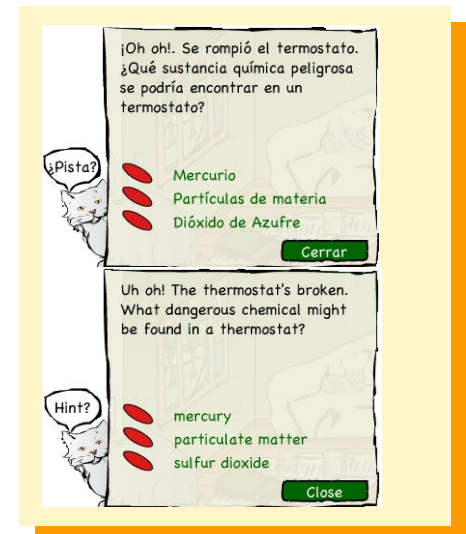 ¡Oh oh!. Se rompió el termostato.
¿Qué sustancia química peligrosa
se podría encontrar en un
termostato?
¿Pista?
Mercurio
Partículas de materia
Dióxido de Azufre
Cerrar
Uh oh! The thermostat's broken.
What dangerous chemical might
be found in a thermostat?
Hint?
mercury
particulate matter
sulfur dioxide
Close